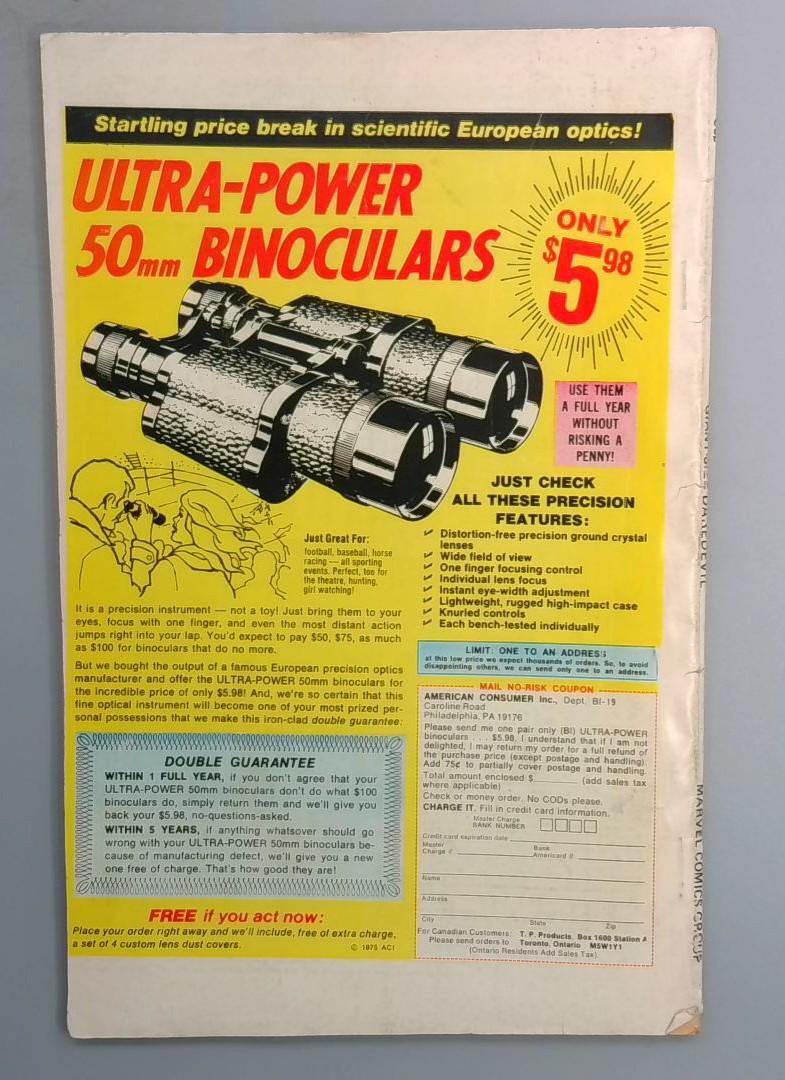 Startling price break in scientific European optics!
ULTRA-POWER
50mm BINOCULARS
ONLY
$5.98
USE THEM
A FULL YEAR
WITHOUT
RISKING A
PENNY!
JUST CHECK
ALL THESE PRECISION
FEATURES:
Distortion-free precision ground crystal
lenses
Wide field of view
One finger focusing control
Individual lens focus
Instant eye-width adjustment
Lightweight, rugged high-impact case
Knurled controls
Each bench-tested individually
Just Great For:
football, baseball, horse
racing — all sporting
events. Perfect, too for
the theatre, hunting,
girl watching!
It is a precision instrument — not a toy! Just bring them to your
eyes, focus with one finger, and even the most distant action
jumps right into your lap. You'd expect to pay $50, $75, as much
as $100 for binoculars that do no more.
But we bought the output of a famous European precision optics
manufacturer and offer the ULTRA-POWER 50mm binoculars for
the incredible price of only $5.98! And, we're so certain that this
fine optical instrument will become one of your most prized per-
sonal possessions that we make this iron-clad double guarantee:
DOUBLE GUARANTEE
WITHIN 1 FULL YEAR, if you don't agree that your
ULTRA-POWER 50mm binoculars don't do what $100
binoculars do, simply return them and we'll give you
back your $5.98, no-questions-asked.
WITHIN 5 YEARS, if anything whatsover should go
wrong with your ULTRA-POWER 50mm binoculars be-
cause of manufacturing defect, we'll give you a new
one free of charge. That's how good they are!
FREE if you act now:
Place your order right away and we'll include, free of extra charge,
a set of 4 custom lens dust covers.
© 1975 ACI
LIMIT: ONE TO AN ADDRESS
at this low price we expect thousands of orders. So, to avoid
disappointing others, we can send only one to an address.
MAIL NO-RISK COUPON
AMERICAN CONSUMER Inc., Dept. BI-19
Caroline Road
Philadelphia, PA 19176
Please send me one pair only (BI) ULTRA-POWER
binoculars . . . $5.98. I understand that if I am not
delighted, I may return my order for a full refund of
the purchase price (except postage and handling).
Add 75¢ to partially cover postage and handling.
Total amount enclosed $ (add sales tax
where applicable)
Check or money order. No CODs please.
CHARGE IT. Fill in credit card information.
Master Charge
BANK NUMBER
Credit card expiration date
Master
Charge #
Bank
Americard #
Name
Address
City State Zip
For Canadian Customers: T. P. Products, Box 1600 Station A
Please send orders to Toronto, Ontario M5W1Y1
(Ontario Residents Add Sales Tax).
GIANT-SIZE DAREDEVIL
MARVEL COMICS GROUP